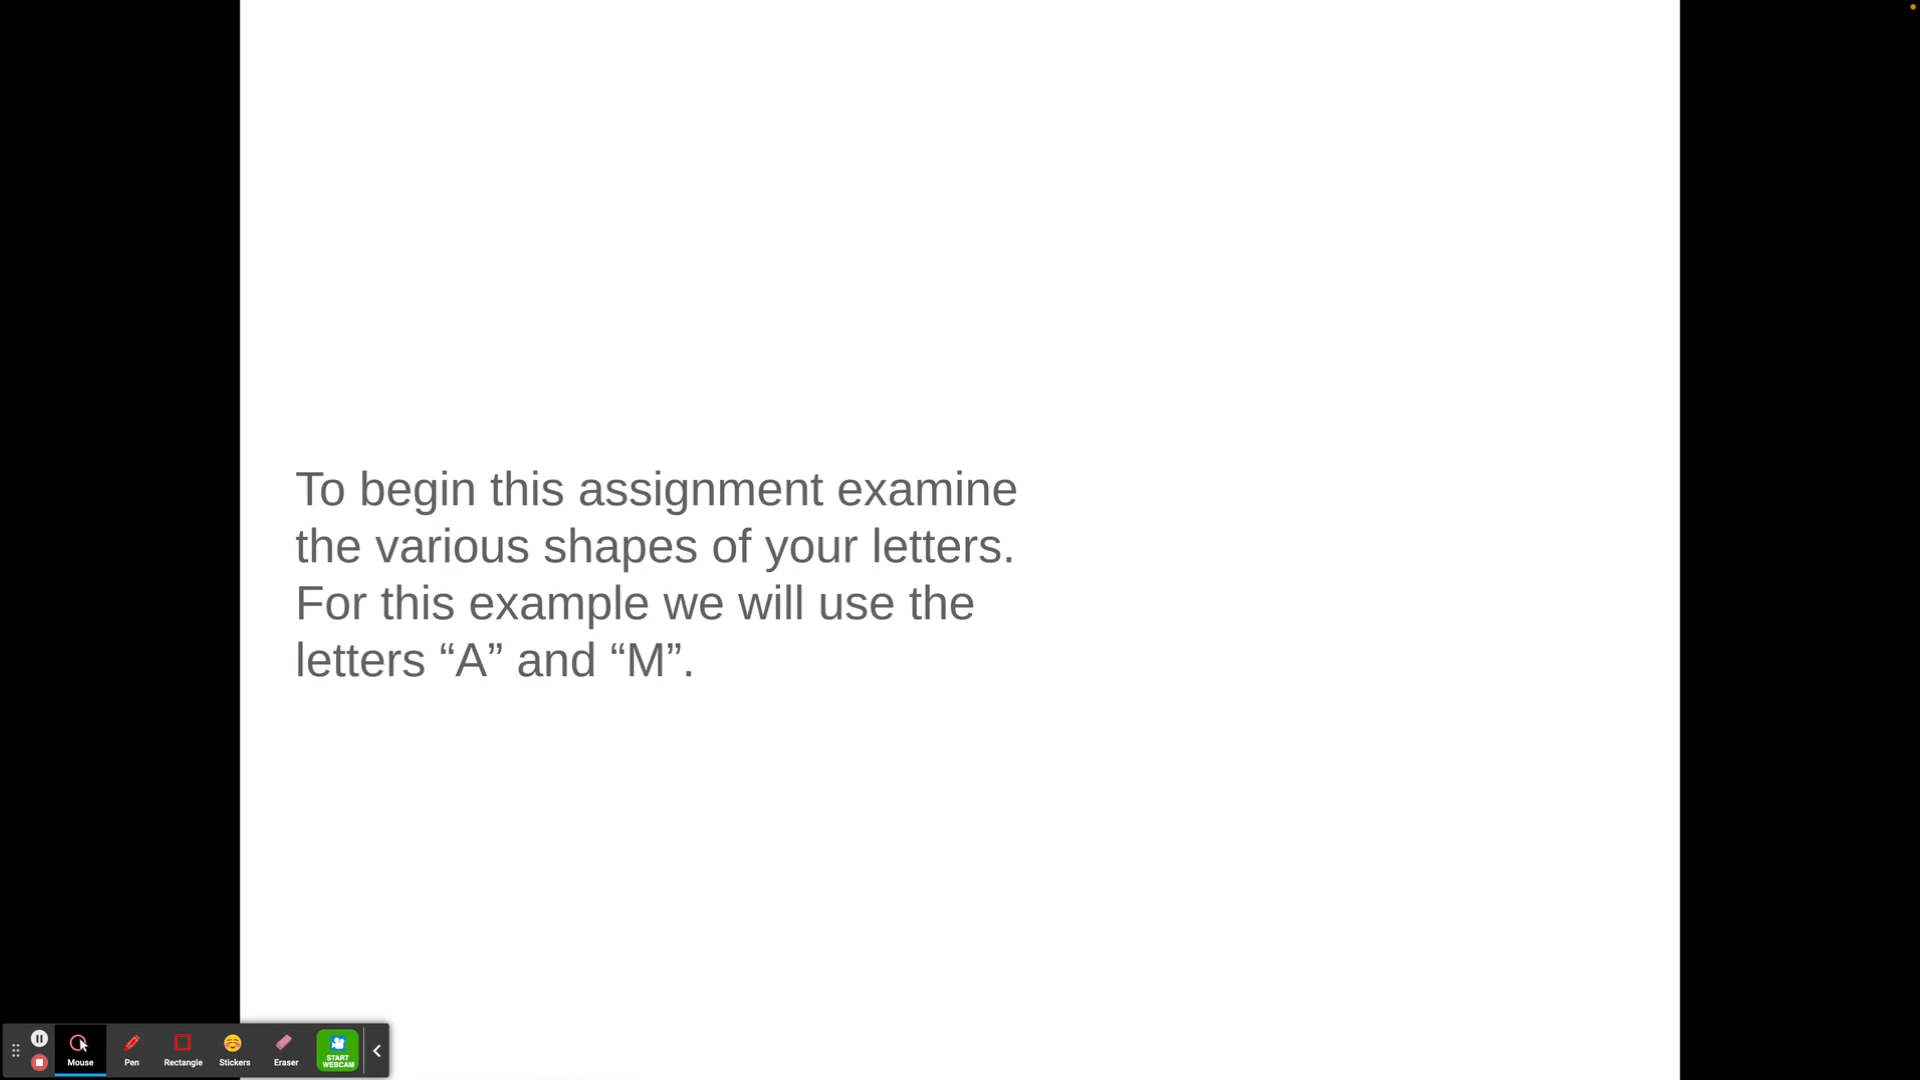 To begin this assignment examine
the various shapes of your letters.
For this example we will use the
letters “A” and “M”.
Mouse
Pen
Rectangle
Stickers
Eraser
START
WEBCAM